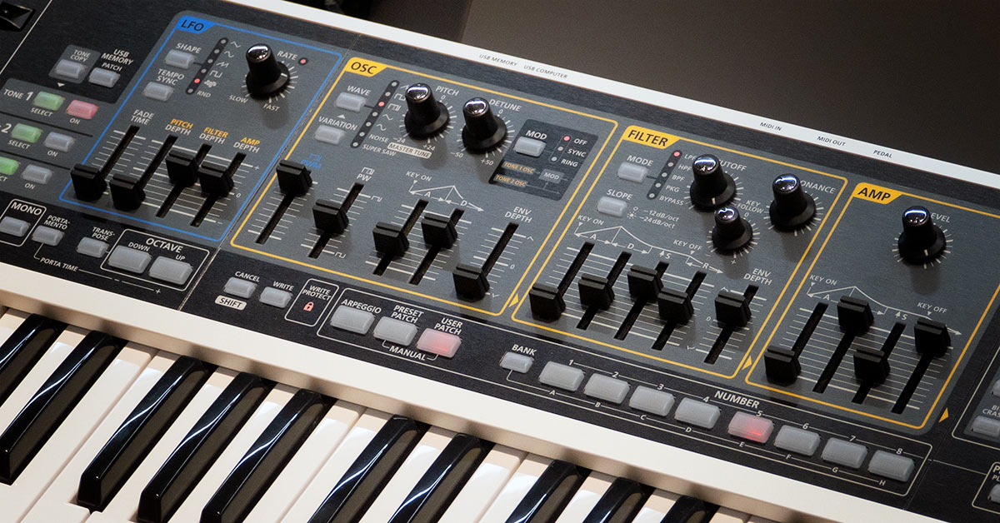 USB MEMORY
USB COMPUTER
MIDI IN
MIDI OUT
PEDAL
TONE
COPY
USB
MEMORY
PATCH
TONE 1
SELECT
ON
2
SELECT
ON
ON
MONO
PORTA-
MENTO
TRANS-
POSE
PORTA TIME
OCTAVE
DOWN
UP
- +
LFO
SHAPE
TEMPO
SYNC
RND
RATE
SLOW
FAST
FADE
TIME
PITCH
DEPTH
FILTER
DEPTH
AMP
DEPTH
OSC
WAVE
VARIATION
NOISE
SUPER SAW
PITCH
-24
+24
MASTER TUNE
DETUNE
-50
+50
MOD
OFF
SYNC
RING
TONE 1 OSC
TONE 2 OSC
MOD
PWM
PW
KEY ON
A
D
ENV
DEPTH
FILTER
MODE
LPF
HPF
BPF
PKG
BYPASS
SLOPE
-12dB/oct
-24dB/oct
KEY
FOLLOW
KEY ON
A
D
S
R
KEY OFF
ENV
DEPTH
AMP
KEY ON
A
S
KEY OFF
CANCEL
WRITE
SHIFT
WRITE
PROTECT
ARPEGGIO
PRESET
PATCH
USER
PATCH
MANUAL
BANK
NUMBER
1
2
3
4
5
6
7
8
A
B
C
D
E
F
G
H